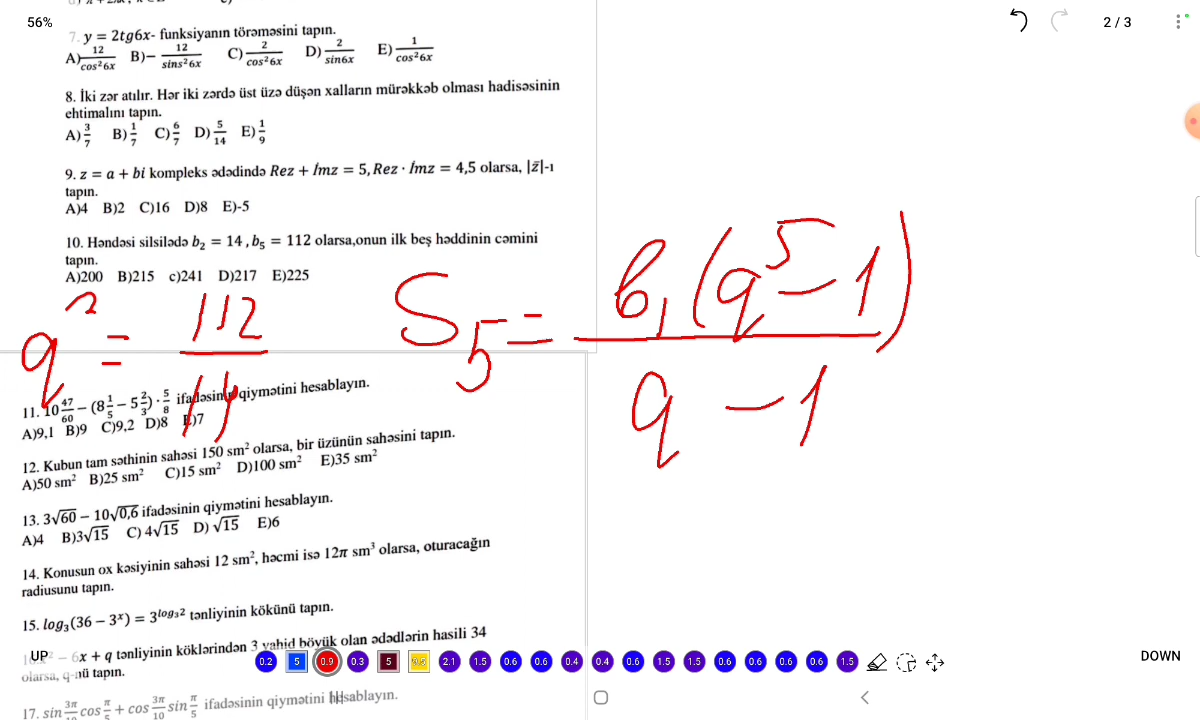 56%
2 / 3
7. y = 2tg6x- funksiyanın törəməsini tapın.
A) 12/cos²6x B)− 12/sins²6x C) 2/cos²6x D) 2/sin6x E) 1/cos²6x
8. İki zər atılır. Hər iki zərdə üst üzə düşən xalların mürəkkəb olması hadisəsinin
ehtimalını tapın.
A) 3/7 B) 1/7 C) 6/7 D) 5/14 E) 1/9
9. z = a + bi kompleks ədədində Rez + İmz = 5, Rez · İmz = 4,5 olarsa, |z̄|-ı
tapın.
A)4 B)2 C)16 D)8 E)-5
10. Həndəsi silsilədə b₂ = 14 , b₅ = 112 olarsa,onun ilk beş həddinin cəmini
tapın.
A)200 B)215 c)241 D)217 E)225
q² = 112/14
S₅ = b₁(q⁵ − 1)/q − 1
11. 10 47/60 − (8 1/5 − 5 2/3) · 5/8 ifadəsinin qiymətini hesablayın.
A)9,1 B)9 C)9,2 D)8 E)7
12. Kubun tam səthinin sahəsi 150 sm² olarsa, bir üzünün sahəsini tapın.
A)50 sm² B)25 sm² C)15 sm² D)100 sm² E)35 sm²
13. 3√60 − 10√0,6 ifadəsinin qiymətini hesablayın.
A)4 B)3√15 C) 4√15 D) √15 E)6
14. Konusun ox kəsiyinin sahəsi 12 sm², həcmi isə 12π sm³ olarsa, oturacağın
radiusunu tapın.
15. log₃(36 − 3ˣ) = 3^log₃2 tənliyinin kökünü tapın.
− 6x + q tənliyinin köklərindən 3 vahid böyük olan ədədlərin hasili 34
olarsa, q-nü tapın.
17. sin 3π/10 cos π/5 + cos 3π/10 sin π/5 ifadəsinin qiymətini hesablayın.
UP
0.2 5 0.9 0.3 5 9.5 2.1 1.5 0.6 0.6 0.4 0.4 0.6 1.5 1.5 0.6 0.6 0.6 0.6 1.5
DOWN